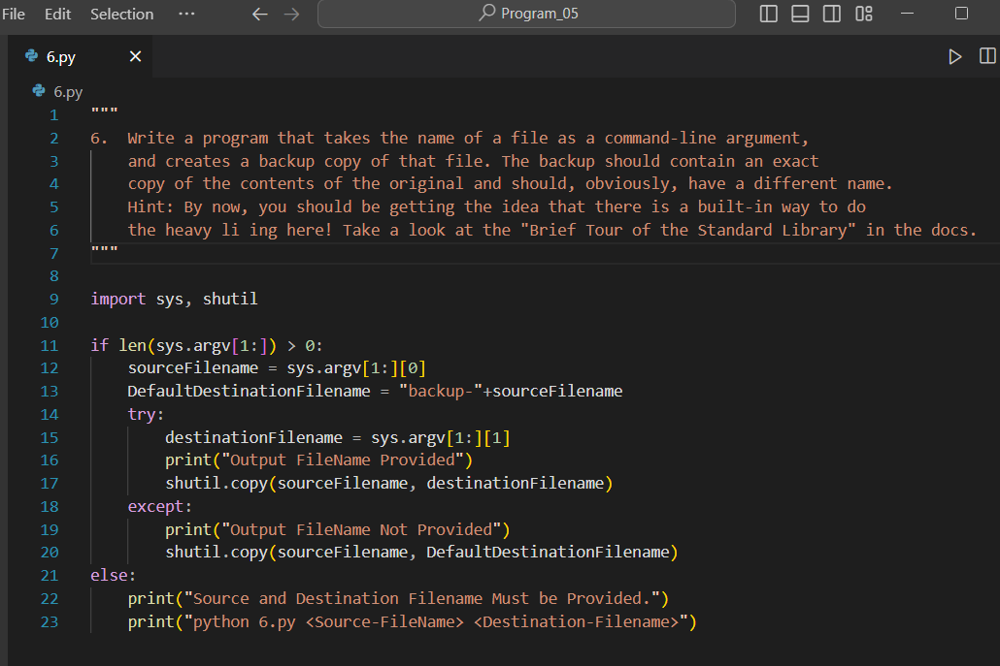 File Edit Selection ··· ← → Program_05
6.py ×
6.py
1 """
2 6.  Write a program that takes the name of a file as a command-line argument,
3     and creates a backup copy of that file. The backup should contain an exact
4     copy of the contents of the original and should, obviously, have a different name.
5     Hint: By now, you should be getting the idea that there is a built-in way to do
6     the heavy li ing here! Take a look at the "Brief Tour of the Standard Library" in the docs.
7 """
8
9 import sys, shutil
10
11 if len(sys.argv[1:]) > 0:
12     sourceFilename = sys.argv[1:][0]
13     DefaultDestinationFilename = "backup-"+sourceFilename
14     try:
15         destinationFilename = sys.argv[1:][1]
16         print("Output FileName Provided")
17         shutil.copy(sourceFilename, destinationFilename)
18     except:
19         print("Output FileName Not Provided")
20         shutil.copy(sourceFilename, DefaultDestinationFilename)
21 else:
22     print("Source and Destination Filename Must be Provided.")
23     print("python 6.py <Source-FileName> <Destination-Filename>")